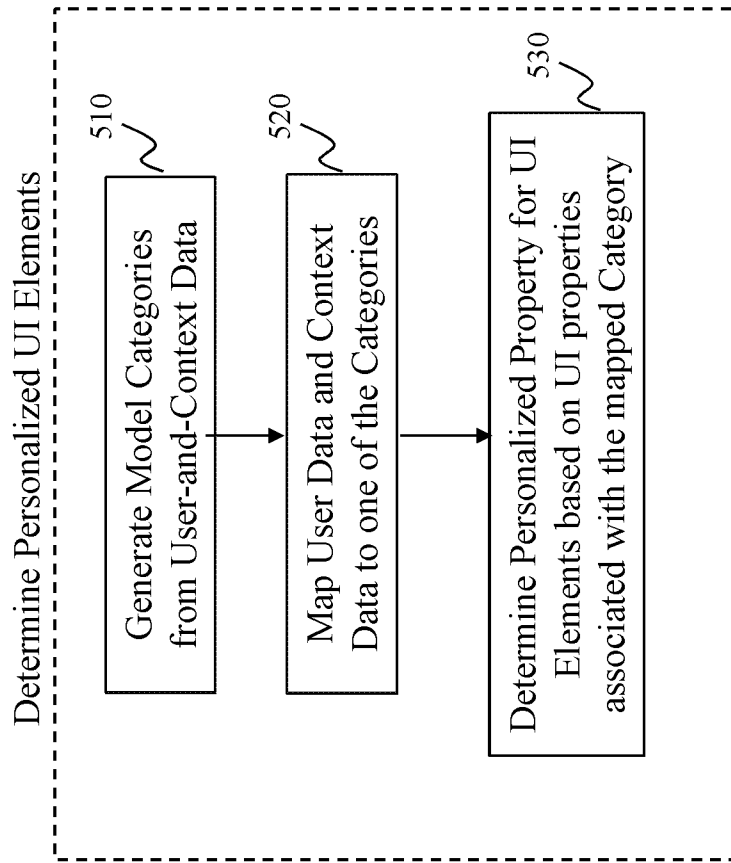 Determine Personalized UI Elements
510
Generate Model Categories
from User-and-Context Data
520
Map User Data and Context
Data to one of the Categories
530
Determine Personalized Property for UI
Elements based on UI properties
associated with the mapped Category